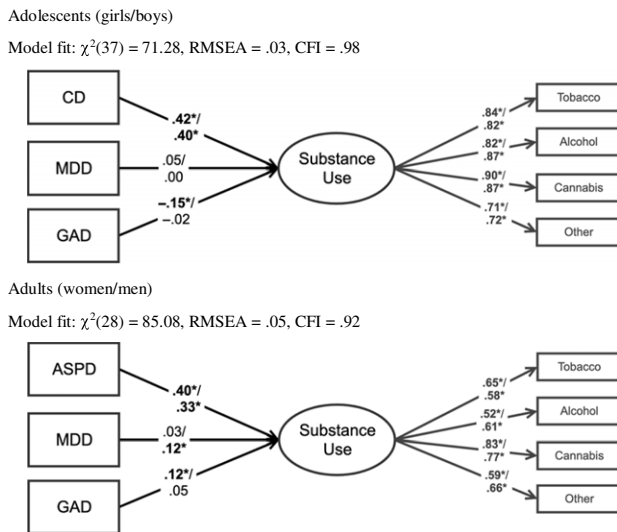 Adolescents (girls/boys)
Model fit: χ²(37) = 71.28, RMSEA = .03, CFI = .98
CD
.42*/
.40*
MDD
.05/
.00
GAD
–.15*/
–.02
Substance
Use
.84*/
.82*
Tobacco
.82*/
.87*
Alcohol
.90*/
.87*
Cannabis
.71*/
.72*
Other
Adults (women/men)
Model fit: χ²(28) = 85.08, RMSEA = .05, CFI = .92
ASPD
.40*/
.33*
MDD
.03/
.12*
GAD
.12*/
.05
Substance
Use
.65*/
.58*
Tobacco
.52*/
.61*
Alcohol
.83*/
.77*
Cannabis
.59*/
.66*
Other